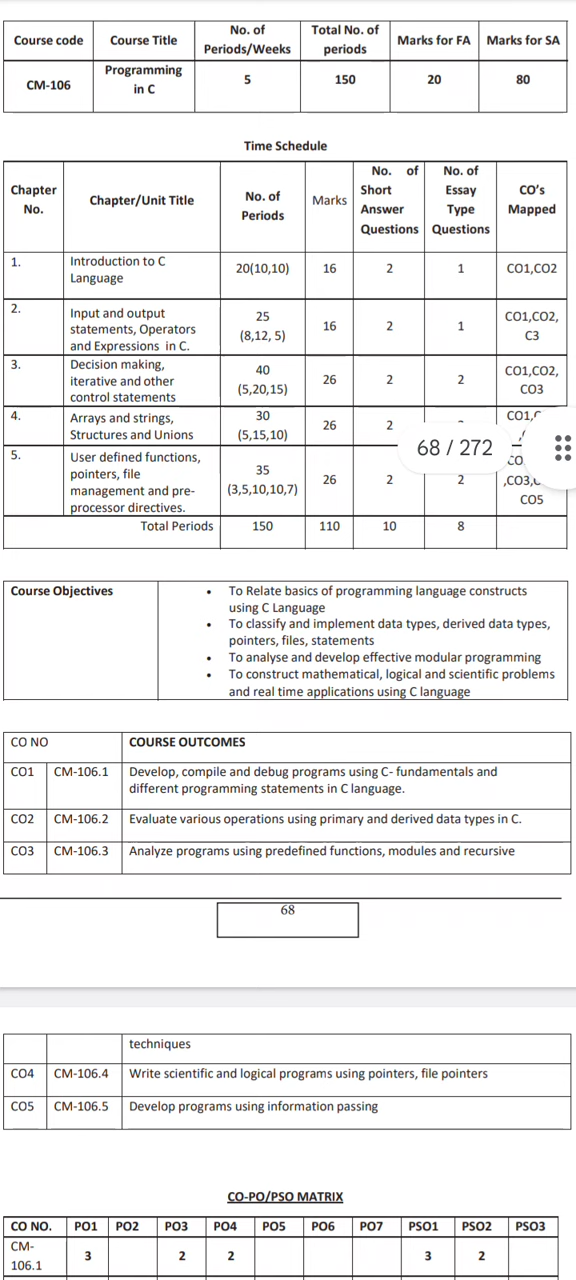 Course code Course Title No. of Periods/Weeks Total No. of periods Marks for FA Marks for SA
CM-106 Programming in C 5 150 20 80
Time Schedule
Chapter No. Chapter/Unit Title No. of Periods Marks No. of Short Answer Questions No. of Essay Type Questions CO's Mapped
1. Introduction to C Language 20(10,10) 16 2 1 CO1,CO2
2. Input and output statements, Operators and Expressions in C. 25 (8,12, 5) 16 2 1 CO1,CO2, C3
3. Decision making, iterative and other control statements 40 (5,20,15) 26 2 2 CO1,CO2, CO3
4. Arrays and strings, Structures and Unions 30 (5,15,10) 26 2 CO1,
68 / 272
5. User defined functions, pointers, file management and pre-processor directives. 35 (3,5,10,10,7) 26 2 2 CO ,CO3, CO5
Total Periods 150 110 10 8
Course Objectives
• To Relate basics of programming language constructs
using C Language
• To classify and implement data types, derived data types,
pointers, files, statements
• To analyse and develop effective modular programming
• To construct mathematical, logical and scientific problems
and real time applications using C language
CO NO COURSE OUTCOMES
CO1 CM-106.1 Develop, compile and debug programs using C- fundamentals and
different programming statements in C language.
CO2 CM-106.2 Evaluate various operations using primary and derived data types in C.
CO3 CM-106.3 Analyze programs using predefined functions, modules and recursive
68
techniques
CO4 CM-106.4 Write scientific and logical programs using pointers, file pointers
CO5 CM-106.5 Develop programs using information passing
CO-PO/PSO MATRIX
CO NO. PO1 PO2 PO3 PO4 PO5 PO6 PO7 PSO1 PSO2 PSO3
CM-106.1 3 2 2 3 2